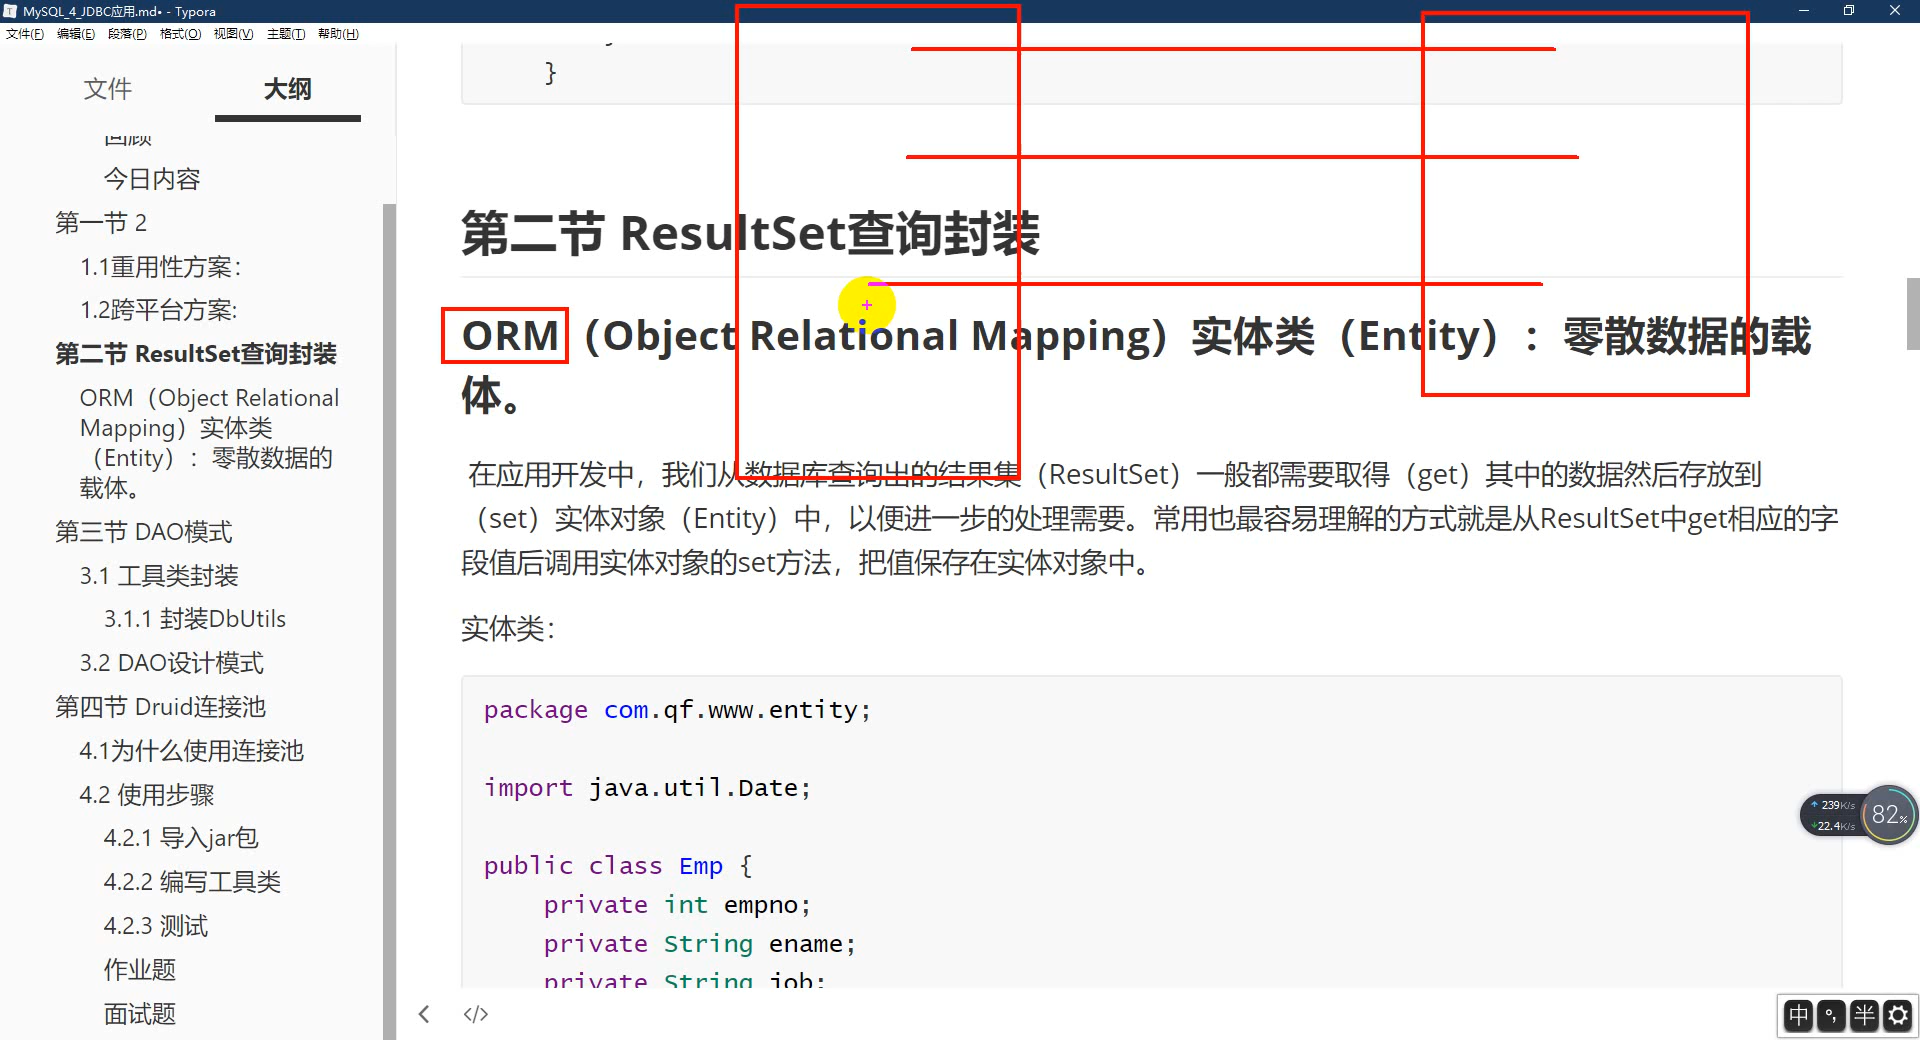 MySQL_4_JDBC应用.md• - Typora
文件(F) 编辑(E) 段落(P) 格式(O) 视图(V) 主题(T) 帮助(H)
文件 大纲
回顾
今日内容
第一节 2
1.1重用性方案：
1.2跨平台方案:
第二节 ResultSet查询封装
ORM（Object Relational
Mapping）实体类
（Entity）：零散数据的
载体。
第三节 DAO模式
3.1 工具类封装
3.1.1 封装DbUtils
3.2 DAO设计模式
第四节 Druid连接池
4.1为什么使用连接池
4.2 使用步骤
4.2.1 导入jar包
4.2.2 编写工具类
4.2.3 测试
作业题
面试题
}
第二节 ResultSet查询封装
ORM（Object Relational Mapping）实体类（Entity）：零散数据的载
体。
在应用开发中，我们从数据库查询出的结果集（ResultSet）一般都需要取得（get）其中的数据然后存放到
（set）实体对象（Entity）中，以便进一步的处理需要。常用也最容易理解的方式就是从ResultSet中get相应的字
段值后调用实体对象的set方法，把值保存在实体对象中。
实体类：
package com.qf.www.entity;
import java.util.Date;
public class Emp {
private int empno;
private String ename;
private String job;
</>
239K/s
22.4K/s
82%
中 °, 半